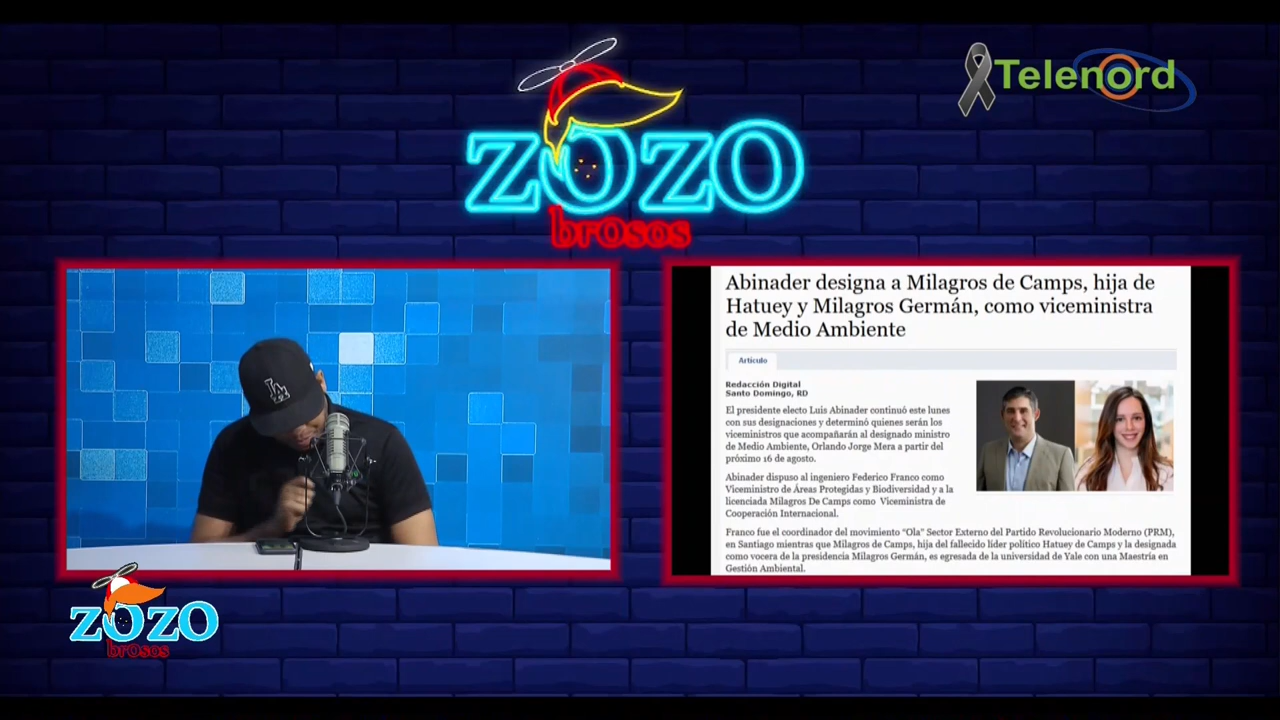 Telenord
ZOZO
brosos
Abinader designa a Milagros de Camps, hija de
Hatuey y Milagros Germán, como viceministra
de Medio Ambiente
Artículo
Redacción Digital
Santo Domingo, RD
El presidente electo Luis Abinader continuó este lunes
con sus designaciones y determinó quienes serán los
viceministros que acompañarán al designado ministro
de Medio Ambiente, Orlando Jorge Mera a partir del
próximo 16 de agosto.
Abinader dispuso al ingeniero Federico Franco como
Viceministro de Áreas Protegidas y Biodiversidad y a la
licenciada Milagros De Camps como Viceministra de
Cooperación Internacional.
Franco fue el coordinador del movimiento “Ola” Sector Externo del Partido Revolucionario Moderno (PRM),
en Santiago mientras que Milagros de Camps, hija del fallecido líder político Hatuey de Camps y la designada
como vocera de la presidencia Milagros Germán, es egresada de la universidad de Yale con una Maestría en
Gestión Ambiental.
LA
ZOZO
brosos